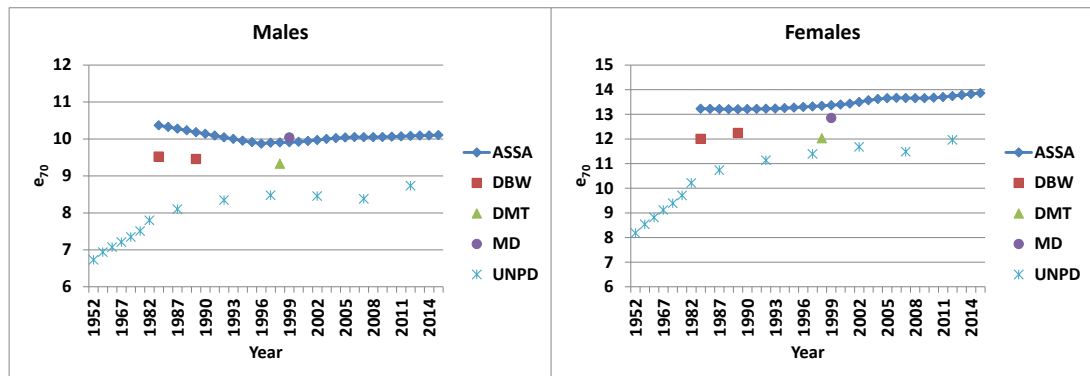 Males
12
11
10
9
8
7
6
e70
1952
1967
1982
1987
1990
1993
1996
1999
2002
2005
2008
2011
2014
Year
ASSA
DBW
DMT
MD
UNPD
Females
15
14
13
12
11
10
9
8
7
6
e70
1952
1967
1982
1987
1990
1993
1996
1999
2002
2005
2008
2011
2014
Year
ASSA
DBW
DMT
MD
UNPD